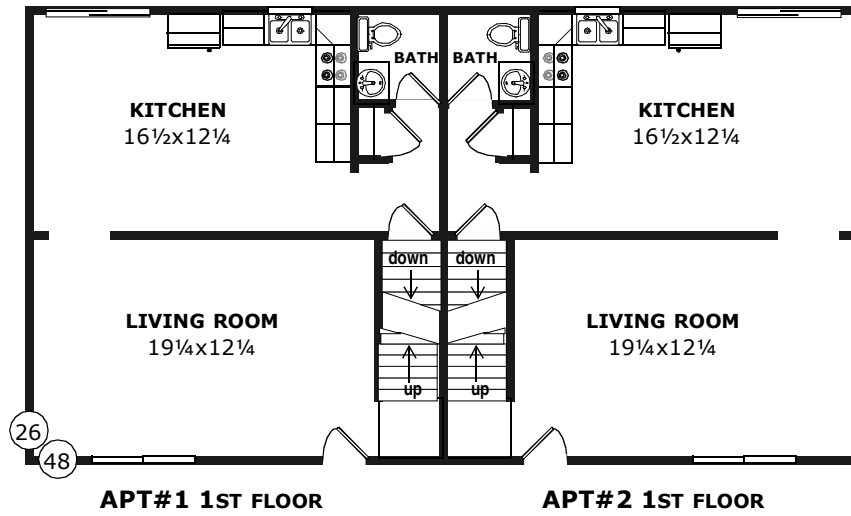 BATH BATH
KITCHEN KITCHEN
16½x12¼ 16½x12¼
down down
LIVING ROOM LIVING ROOM
19¼x12¼ 19¼x12¼
up up
26
48
APT#1 1ST FLOOR APT#2 1ST FLOOR